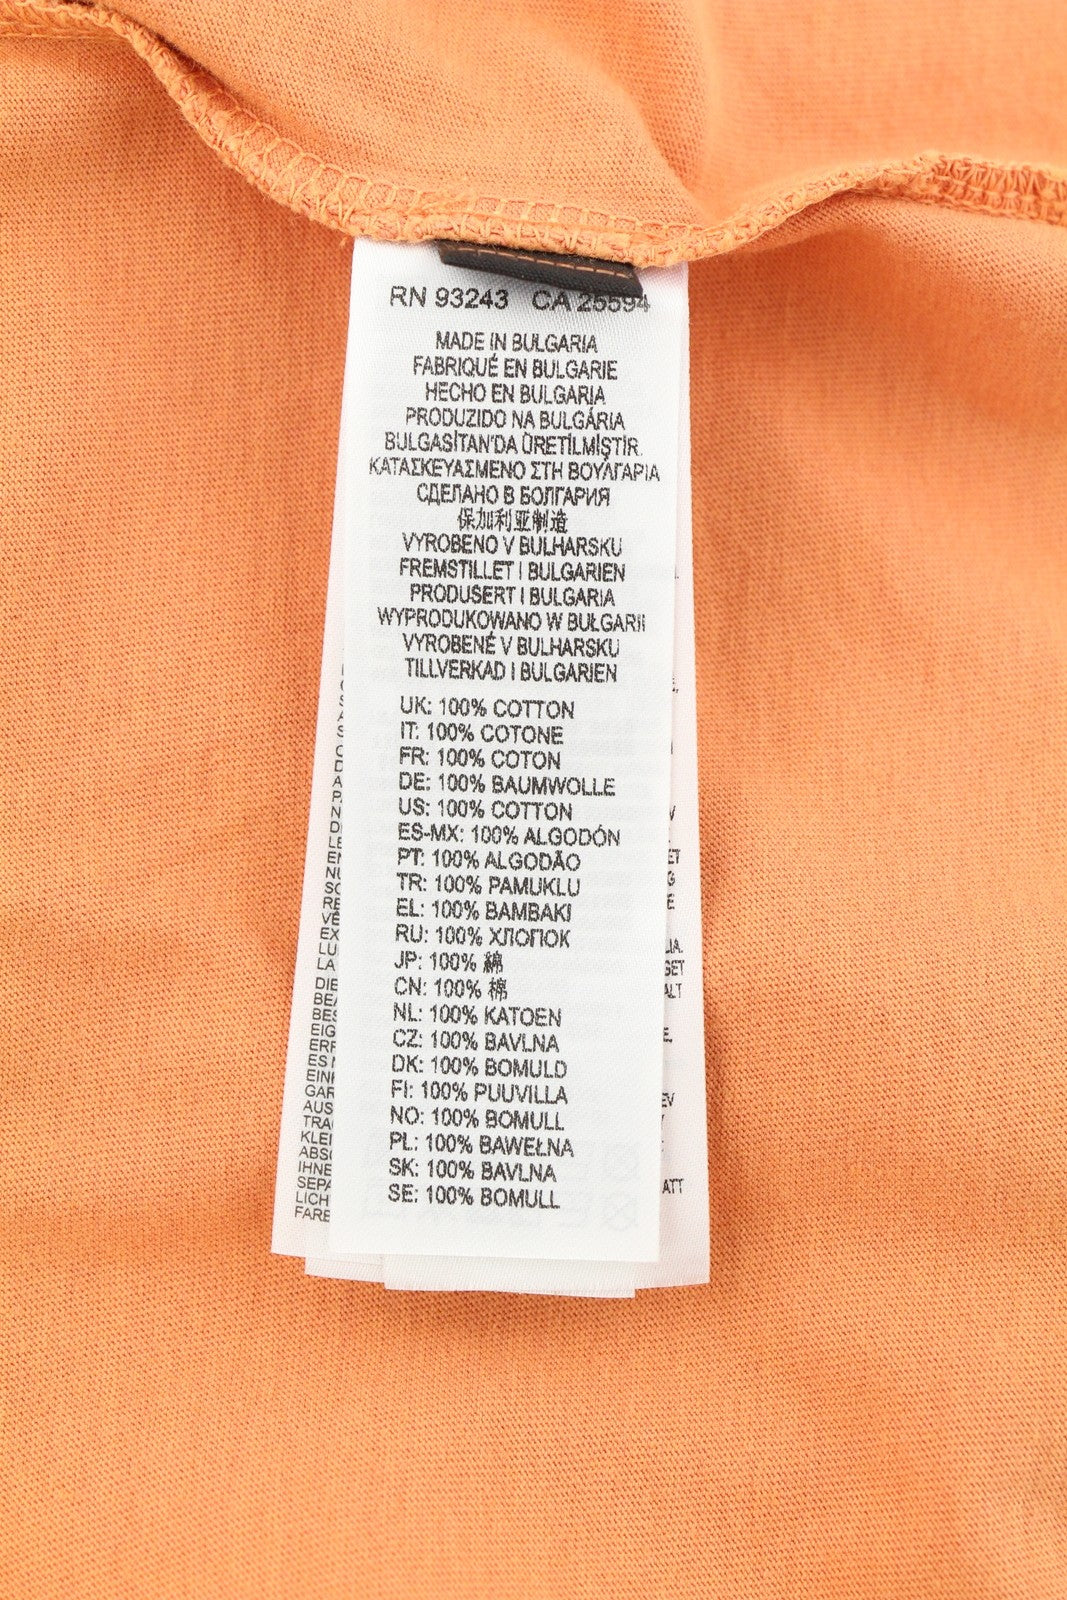 RN 93243 CA 25594
MADE IN BULGARIA
FABRIQUÉ EN BULGARIE
HECHO EN BULGARIA
PRODUZIDO NA BULGÁRIA
BULGASİTAN'DA ÜRETİLMİŞTİR.
ΚΑΤΑΣΚΕΥΑΣΜΕΝΟ ΣΤΗ ΒΟΥΛΓΑΡΙΑ
СДЕЛАНО В БОЛГАРИЯ
保加利亚制造
VYROBENO V BULHARSKU
FREMSTILLET I BULGARIEN
PRODUSERT I BULGARIA
WYPRODUKOWANO W BUŁGARII
VYROBENÉ V BULHARSKU
TILLVERKAD I BULGARIEN
UK: 100% COTTON
IT: 100% COTONE
FR: 100% COTON
DE: 100% BAUMWOLLE
US: 100% COTTON
ES-MX: 100% ALGODÓN
PT: 100% ALGODÃO
TR: 100% PAMUKLU
EL: 100% ΒΑΜΒΑΚΙ
RU: 100% ХЛОПОК
JP: 100% 綿
CN: 100% 棉
NL: 100% KATOEN
CZ: 100% BAVLNA
DK: 100% BOMULD
FI: 100% PUUVILLA
NO: 100% BOMULL
PL: 100% BAWEŁNA
SK: 100% BAVLNA
SE: 100% BOMULL